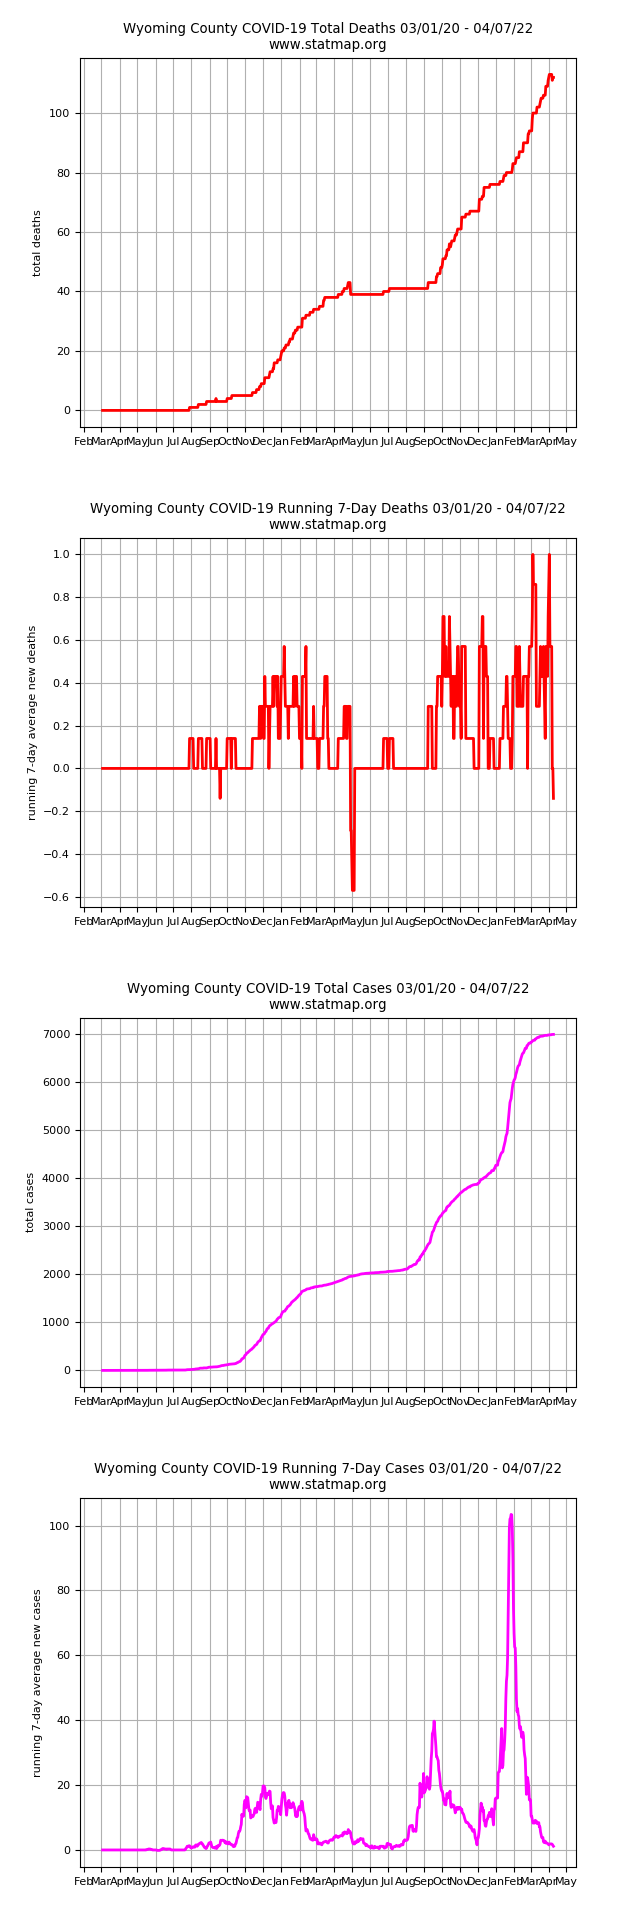 Wyoming County COVID-19 Total Deaths 03/01/20 - 04/07/22
www.statmap.org
100
80
60
40
20
0
total deaths
Feb Mar Apr May Jun Jul Aug Sep Oct Nov Dec Jan Feb Mar Apr May Jun Jul Aug Sep Oct Nov Dec Jan Feb Mar Apr May
Wyoming County COVID-19 Running 7-Day Deaths 03/01/20 - 04/07/22
www.statmap.org
1.0
0.8
0.6
0.4
0.2
0.0
−0.2
−0.4
−0.6
running 7-day average new deaths
Feb Mar Apr May Jun Jul Aug Sep Oct Nov Dec Jan Feb Mar Apr May Jun Jul Aug Sep Oct Nov Dec Jan Feb Mar Apr May
Wyoming County COVID-19 Total Cases 03/01/20 - 04/07/22
www.statmap.org
7000
6000
5000
4000
3000
2000
1000
0
total cases
Feb Mar Apr May Jun Jul Aug Sep Oct Nov Dec Jan Feb Mar Apr May Jun Jul Aug Sep Oct Nov Dec Jan Feb Mar Apr May
Wyoming County COVID-19 Running 7-Day Cases 03/01/20 - 04/07/22
www.statmap.org
100
80
60
40
20
0
running 7-day average new cases
Feb Mar Apr May Jun Jul Aug Sep Oct Nov Dec Jan Feb Mar Apr May Jun Jul Aug Sep Oct Nov Dec Jan Feb Mar Apr May